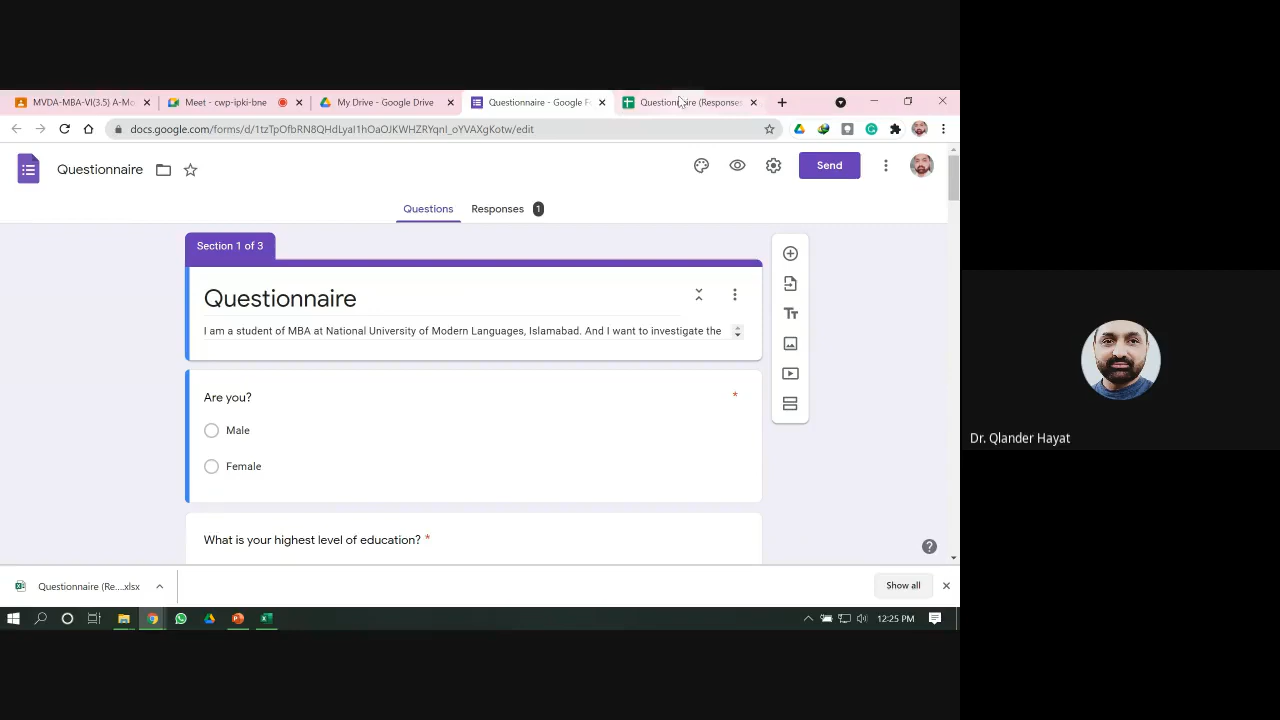 MVDA-MBA-VI(3.5) A-Mo
Meet - cwp-ipki-bne
My Drive - Google Drive
Questionnaire - Google F
Questionnaire (Responses
docs.google.com/forms/d/1tzTpOfbRN8QHdLyaI1hOaOJKWHZRYqnI_oYVAXgKotw/edit
Questionnaire
Send
Questions
Responses
1
Section 1 of 3
Questionnaire
I am a student of MBA at National University of Modern Languages, Islamabad. And I want to investigate the
Are you?
*
Male
Female
What is your highest level of education? *
Questionnaire (Re....xlsx
Show all
12:25 PM
Dr. Qlander Hayat